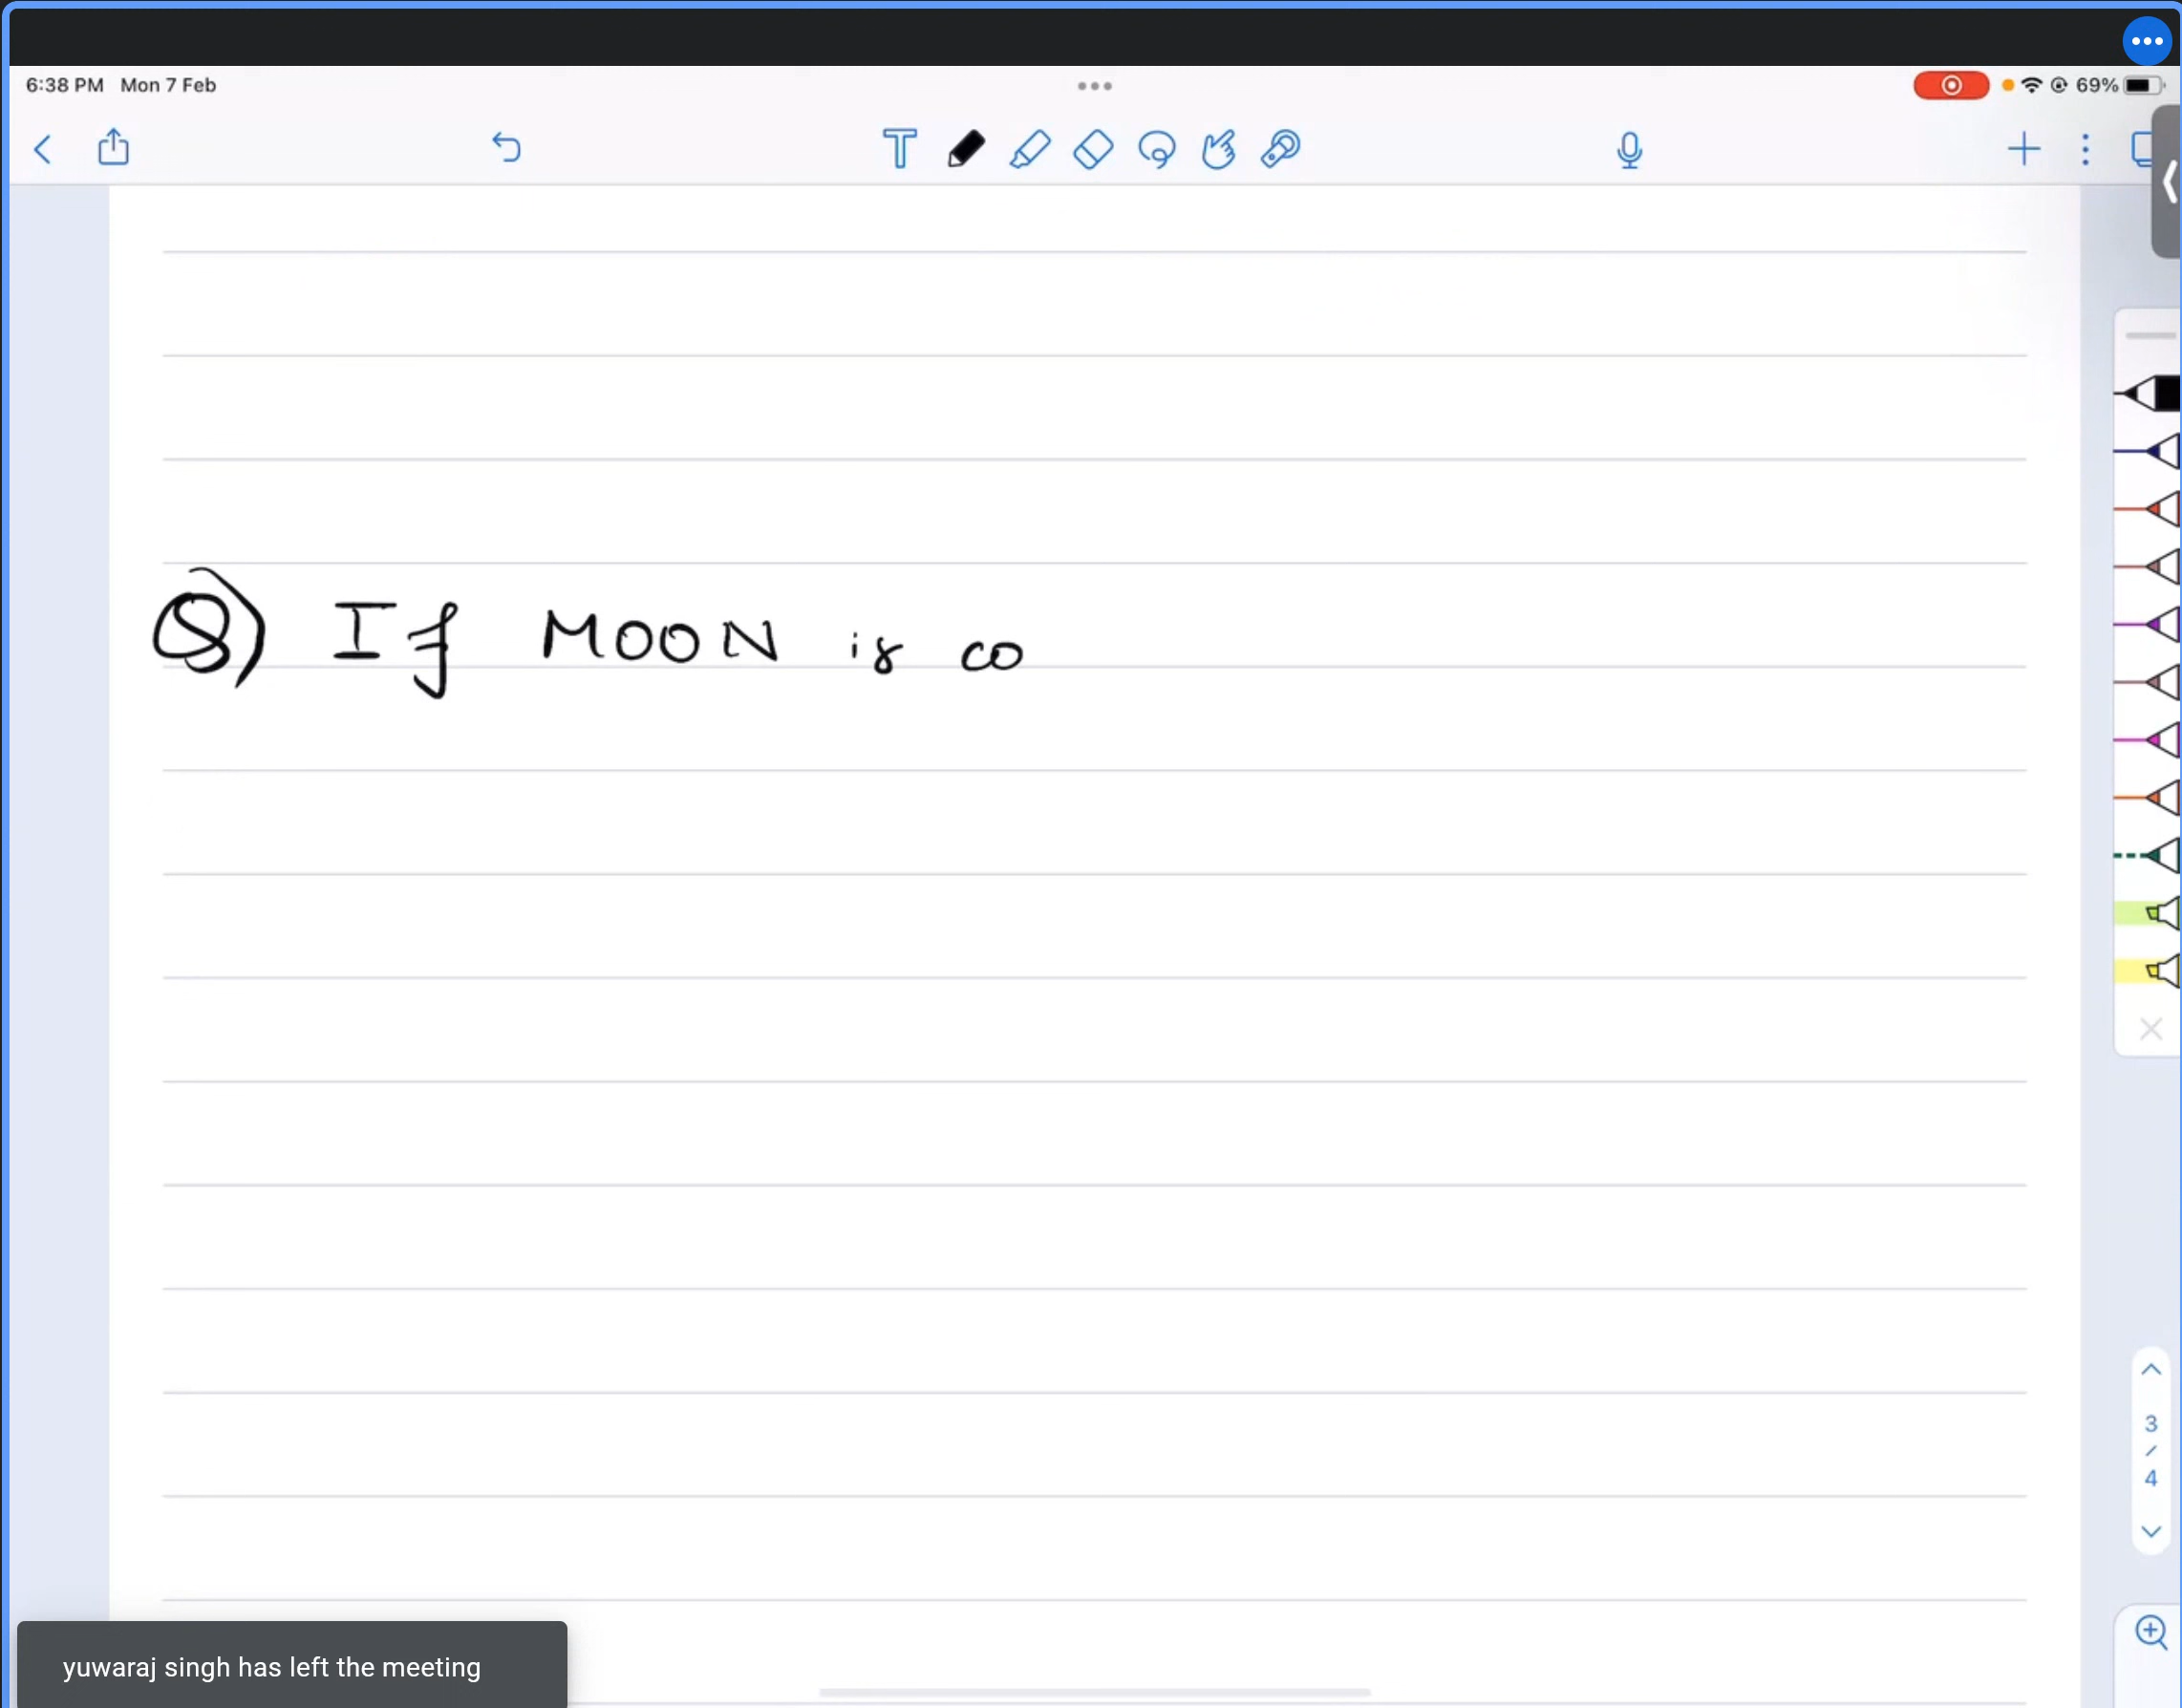 6:38 PM Mon 7 Feb
69%
Q) If MOON is co
3
/
4
yuwaraj singh has left the meeting